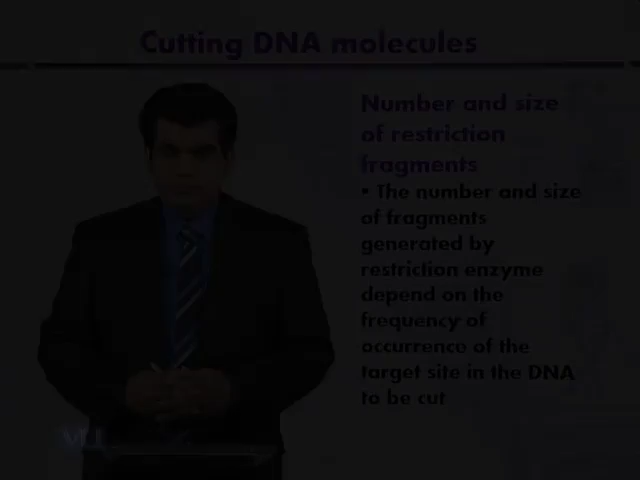 Cutting DNA molecules
Number and size
of restriction
fragments
• The number and size
of fragments
generated by
restriction enzyme
depend on the
frequency of
occurrence of the
target site in the DNA
to be cut